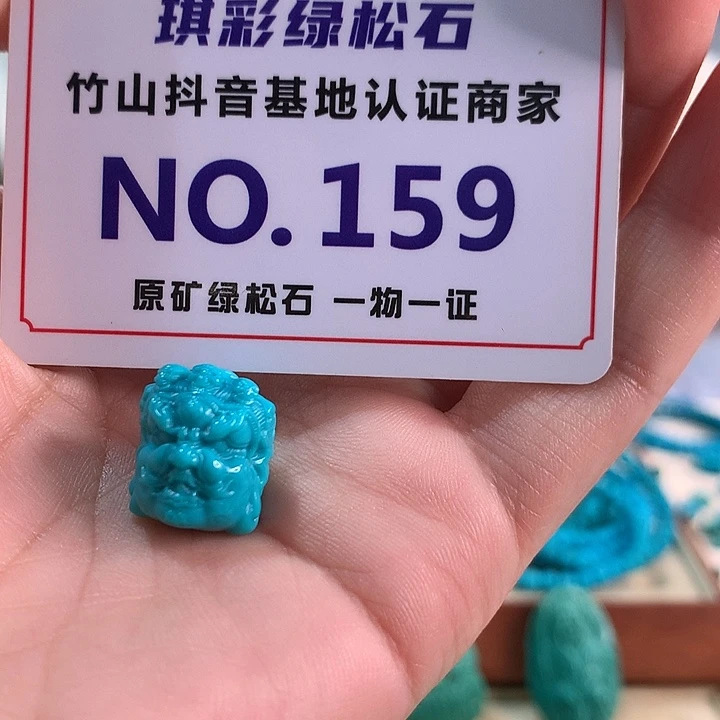 琪彩绿松石
竹山抖音基地认证商家
NO.159
原矿绿松石 一物一证